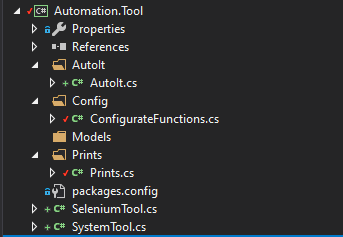 Automation.Tool
Properties
References
AutoIt
AutoIt.cs
Config
ConfigurateFunctions.cs
Models
Prints
Prints.cs
packages.config
SeleniumTool.cs
SystemTool.cs